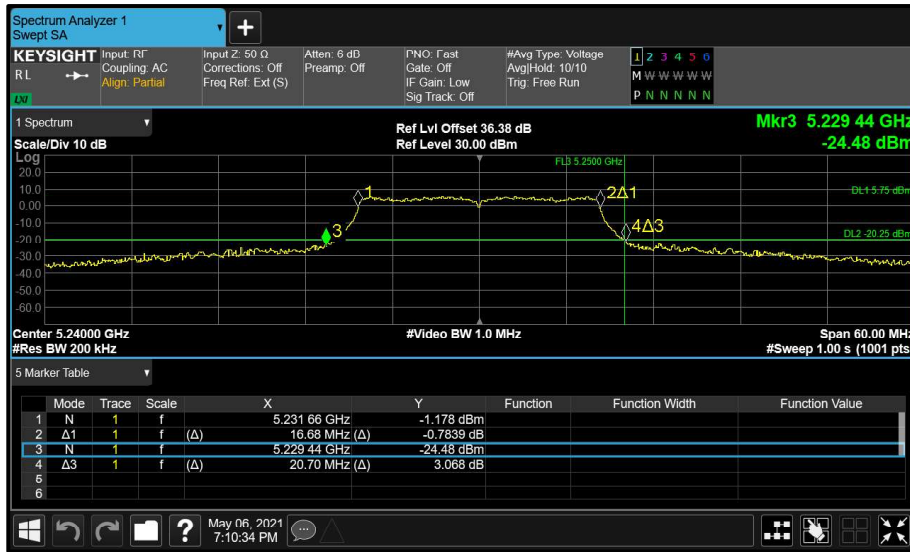 Spectrum Analyzer 1
Swept SA
+
KEYSIGHT Input: RF Input Z: 50 Ω Atten: 6 dB PNO: Fast #Avg Type: Voltage 1 2 3 4 5 6
RL Coupling: AC Corrections: Off Preamp: Off Gate: Off Avg|Hold: 10/10 M W W W W W
Align: Partial Freq Ref: Ext (S) IF Gain: Low Trig: Free Run
LXI Sig Track: Off P N N N N N
1 Spectrum Ref Lvl Offset 36.38 dB Mkr3 5.229 44 GHz
Scale/Div 10 dB Ref Level 30.00 dBm -24.48 dBm
Log FL3 5.2500 GHz
20.0
10.0 1 2Δ1 DL1 5.75 dBm
0.00
-10.0 3 4Δ3
-20.0 DL2 -20.25 dBm
-30.0
-40.0
-50.0
-60.0
Center 5.24000 GHz #Video BW 1.0 MHz Span 60.00 MHz
#Res BW 200 kHz #Sweep 1.00 s (1001 pts
5 Marker Table
Mode Trace Scale X Y Function Function Width Function Value
1 N 1 f 5.231 66 GHz -1.178 dBm
2 Δ1 1 f (Δ) 16.68 MHz (Δ) -0.7839 dB
3 N 1 f 5.229 44 GHz -24.48 dBm
4 Δ3 1 f (Δ) 20.70 MHz (Δ) 3.068 dB
5
6
? May 06, 2021
7:10:34 PM